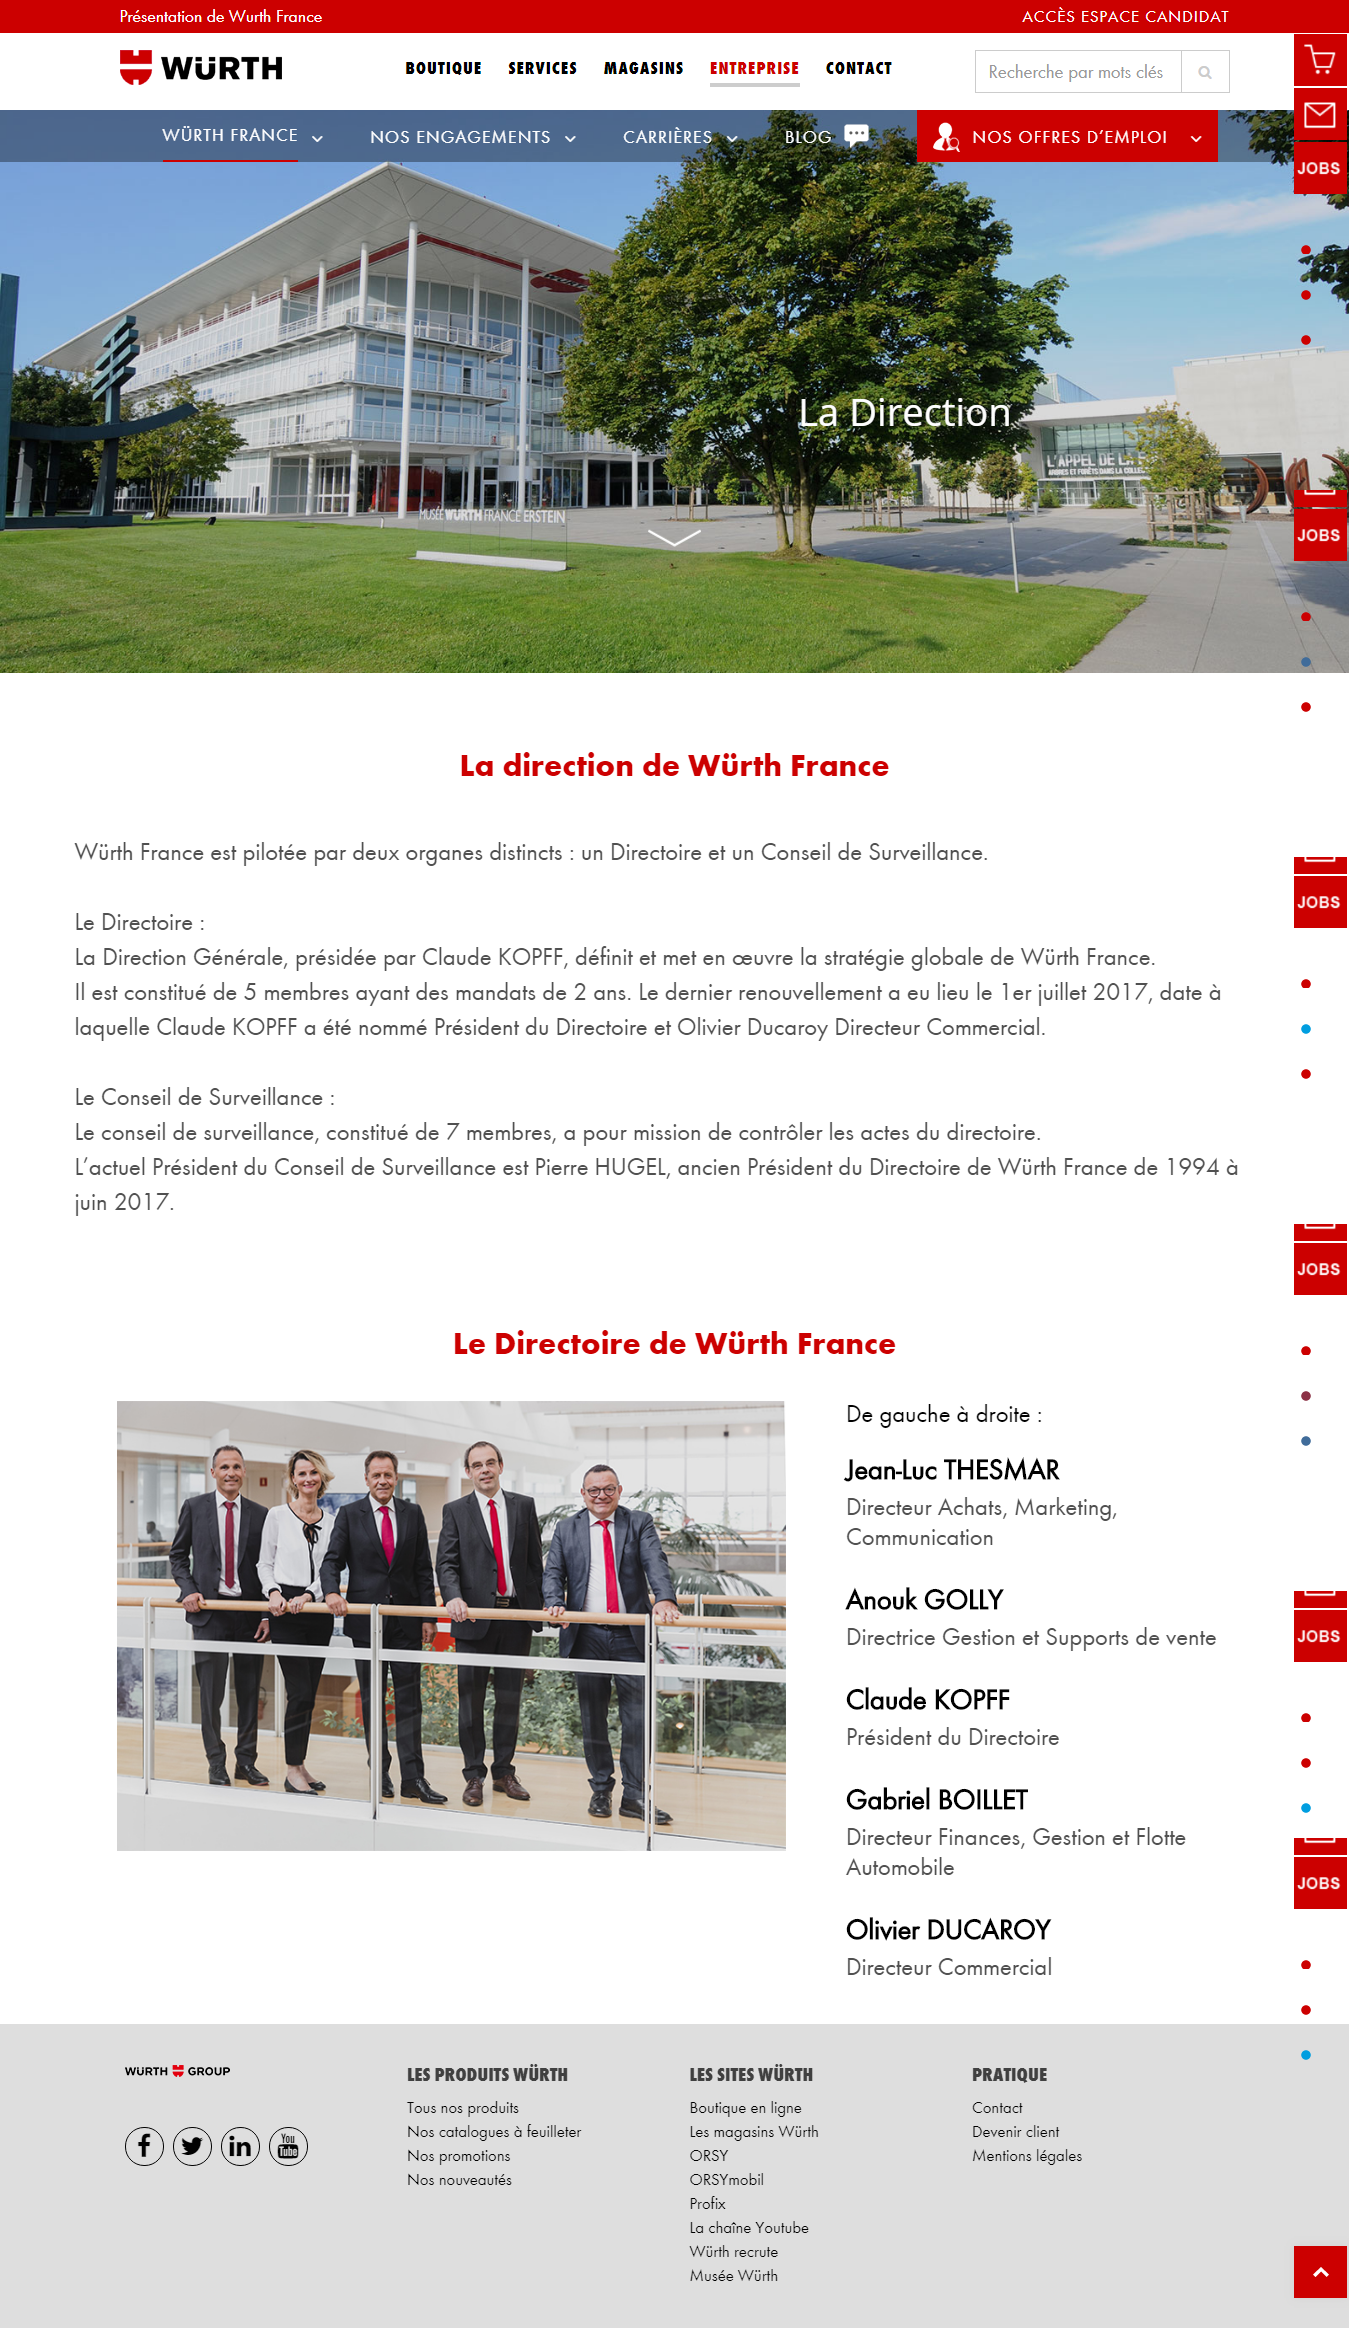 Présentation de Wurth France
ACCÈS ESPACE CANDIDAT
WÜRTH
BOUTIQUE SERVICES MAGASINS ENTREPRISE CONTACT
Recherche par mots clés
WÜRTH FRANCE NOS ENGAGEMENTS CARRIÈRES BLOG NOS OFFRES D’EMPLOI
JOBS
La Direction
MUSÉE WÜRTH FRANCE ERSTEIN
L'APPEL DE LA
ARBRES ET FORÊTS DANS LA
JOBS
La direction de Würth France
Würth France est pilotée par deux organes distincts : un Directoire et un Conseil de Surveillance.
JOBS
Le Directoire :
La Direction Générale, présidée par Claude KOPFF, définit et met en œuvre la stratégie globale de Würth France.
Il est constitué de 5 membres ayant des mandats de 2 ans. Le dernier renouvellement a eu lieu le 1er juillet 2017, date à
laquelle Claude KOPFF a été nommé Président du Directoire et Olivier Ducaroy Directeur Commercial.
Le Conseil de Surveillance :
Le conseil de surveillance, constitué de 7 membres, a pour mission de contrôler les actes du directoire.
L’actuel Président du Conseil de Surveillance est Pierre HUGEL, ancien Président du Directoire de Würth France de 1994 à
juin 2017.
JOBS
Le Directoire de Würth France
De gauche à droite :
Jean-Luc THESMAR
Directeur Achats, Marketing,
Communication
Anouk GOLLY
Directrice Gestion et Supports de vente
JOBS
Claude KOPFF
Président du Directoire
Gabriel BOILLET
Directeur Finances, Gestion et Flotte
Automobile
JOBS
Olivier DUCAROY
Directeur Commercial
WÜRTH GROUP
You
Tube
LES PRODUITS WÜRTH
Tous nos produits
Nos catalogues à feuilleter
Nos promotions
Nos nouveautés
LES SITES WÜRTH
Boutique en ligne
Les magasins Würth
ORSY
ORSYmobil
Profix
La chaîne Youtube
Würth recrute
Musée Würth
PRATIQUE
Contact
Devenir client
Mentions légales